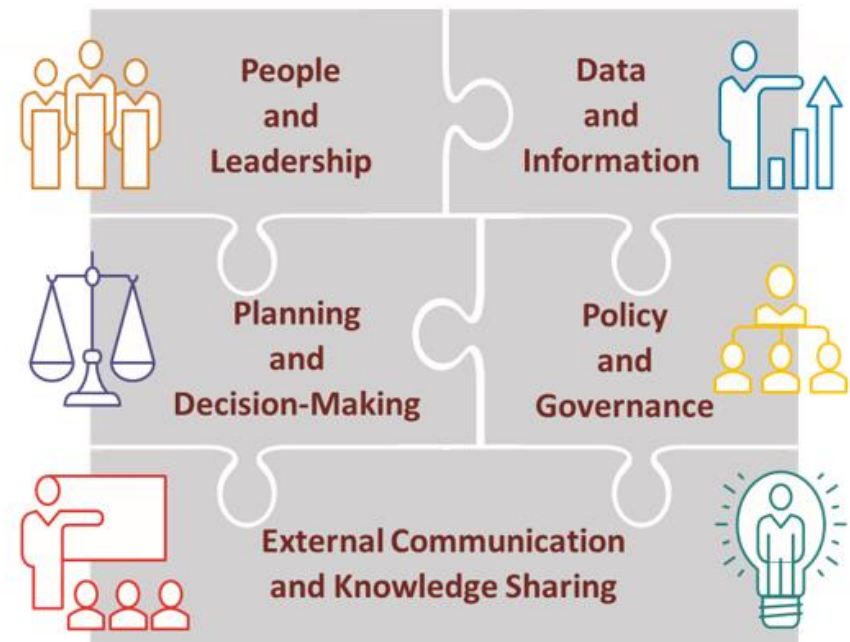 People
and
Leadership
Data
and
Information
Planning
and
Decision-Making
Policy
and
Governance
External Communication
and Knowledge Sharing